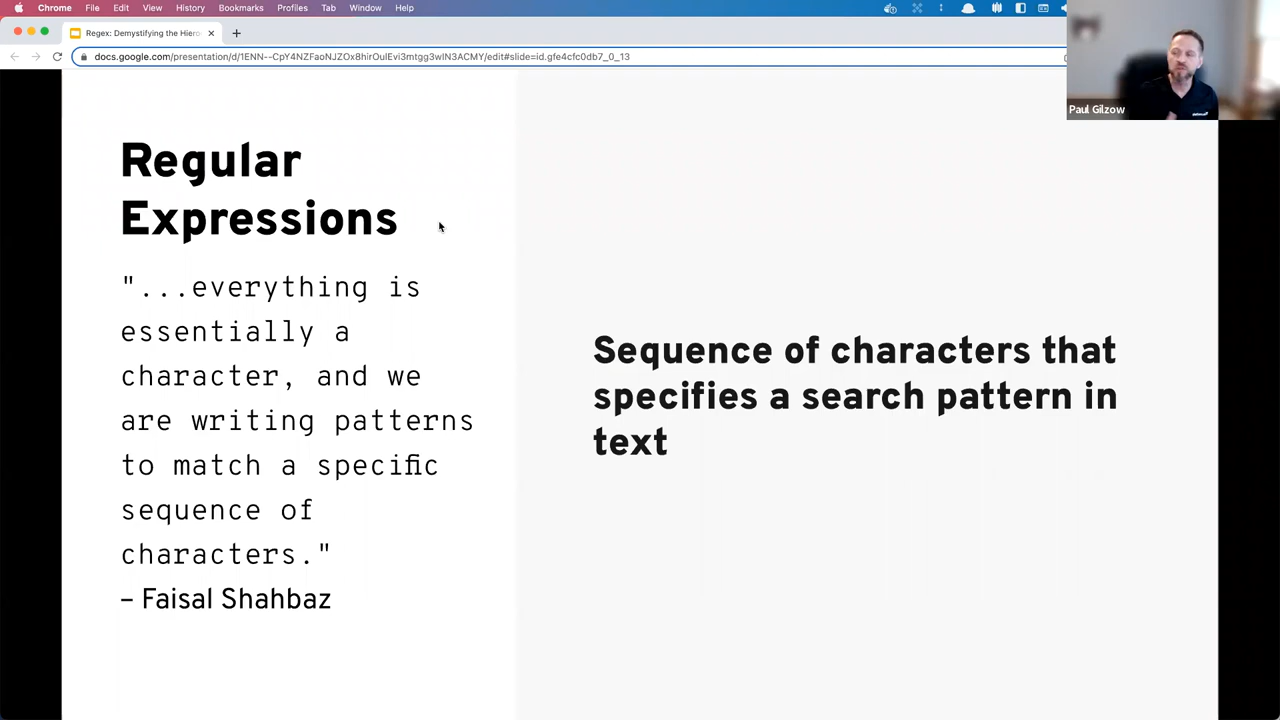 Chrome File Edit View History Bookmarks Profiles Tab Window Help
Regex: Demystifying the Hiero
docs.google.com/presentation/d/1ENN--CpY4NZFaoNJZOx8hirOulEvi3mtgg3wlN3ACMY/edit#slide=id.gfe4cfc0db7_0_13
Paul Gilzow
Regular
Expressions
"...everything is
essentially a
character, and we
are writing patterns
to match a specific
sequence of
characters."
– Faisal Shahbaz
Sequence of characters that
specifies a search pattern in
text